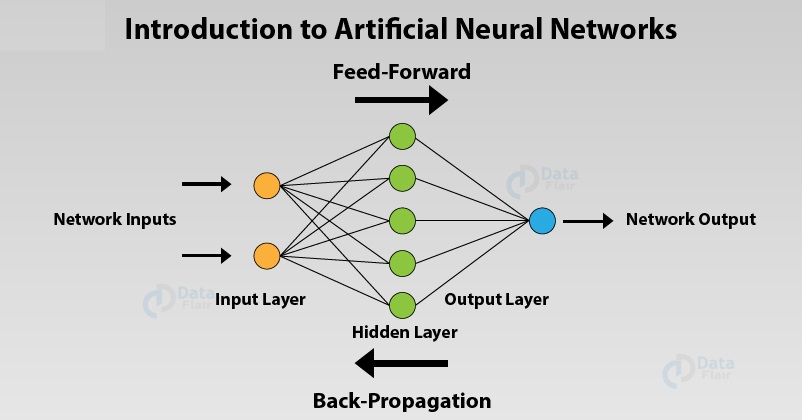 Introduction to Artificial Neural Networks
Feed-Forward
Data
Flair
Network Inputs
Network Output
Data
Flair
Input Layer
Output Layer
Hidden Layer
Data
Flair
Back-Propagation